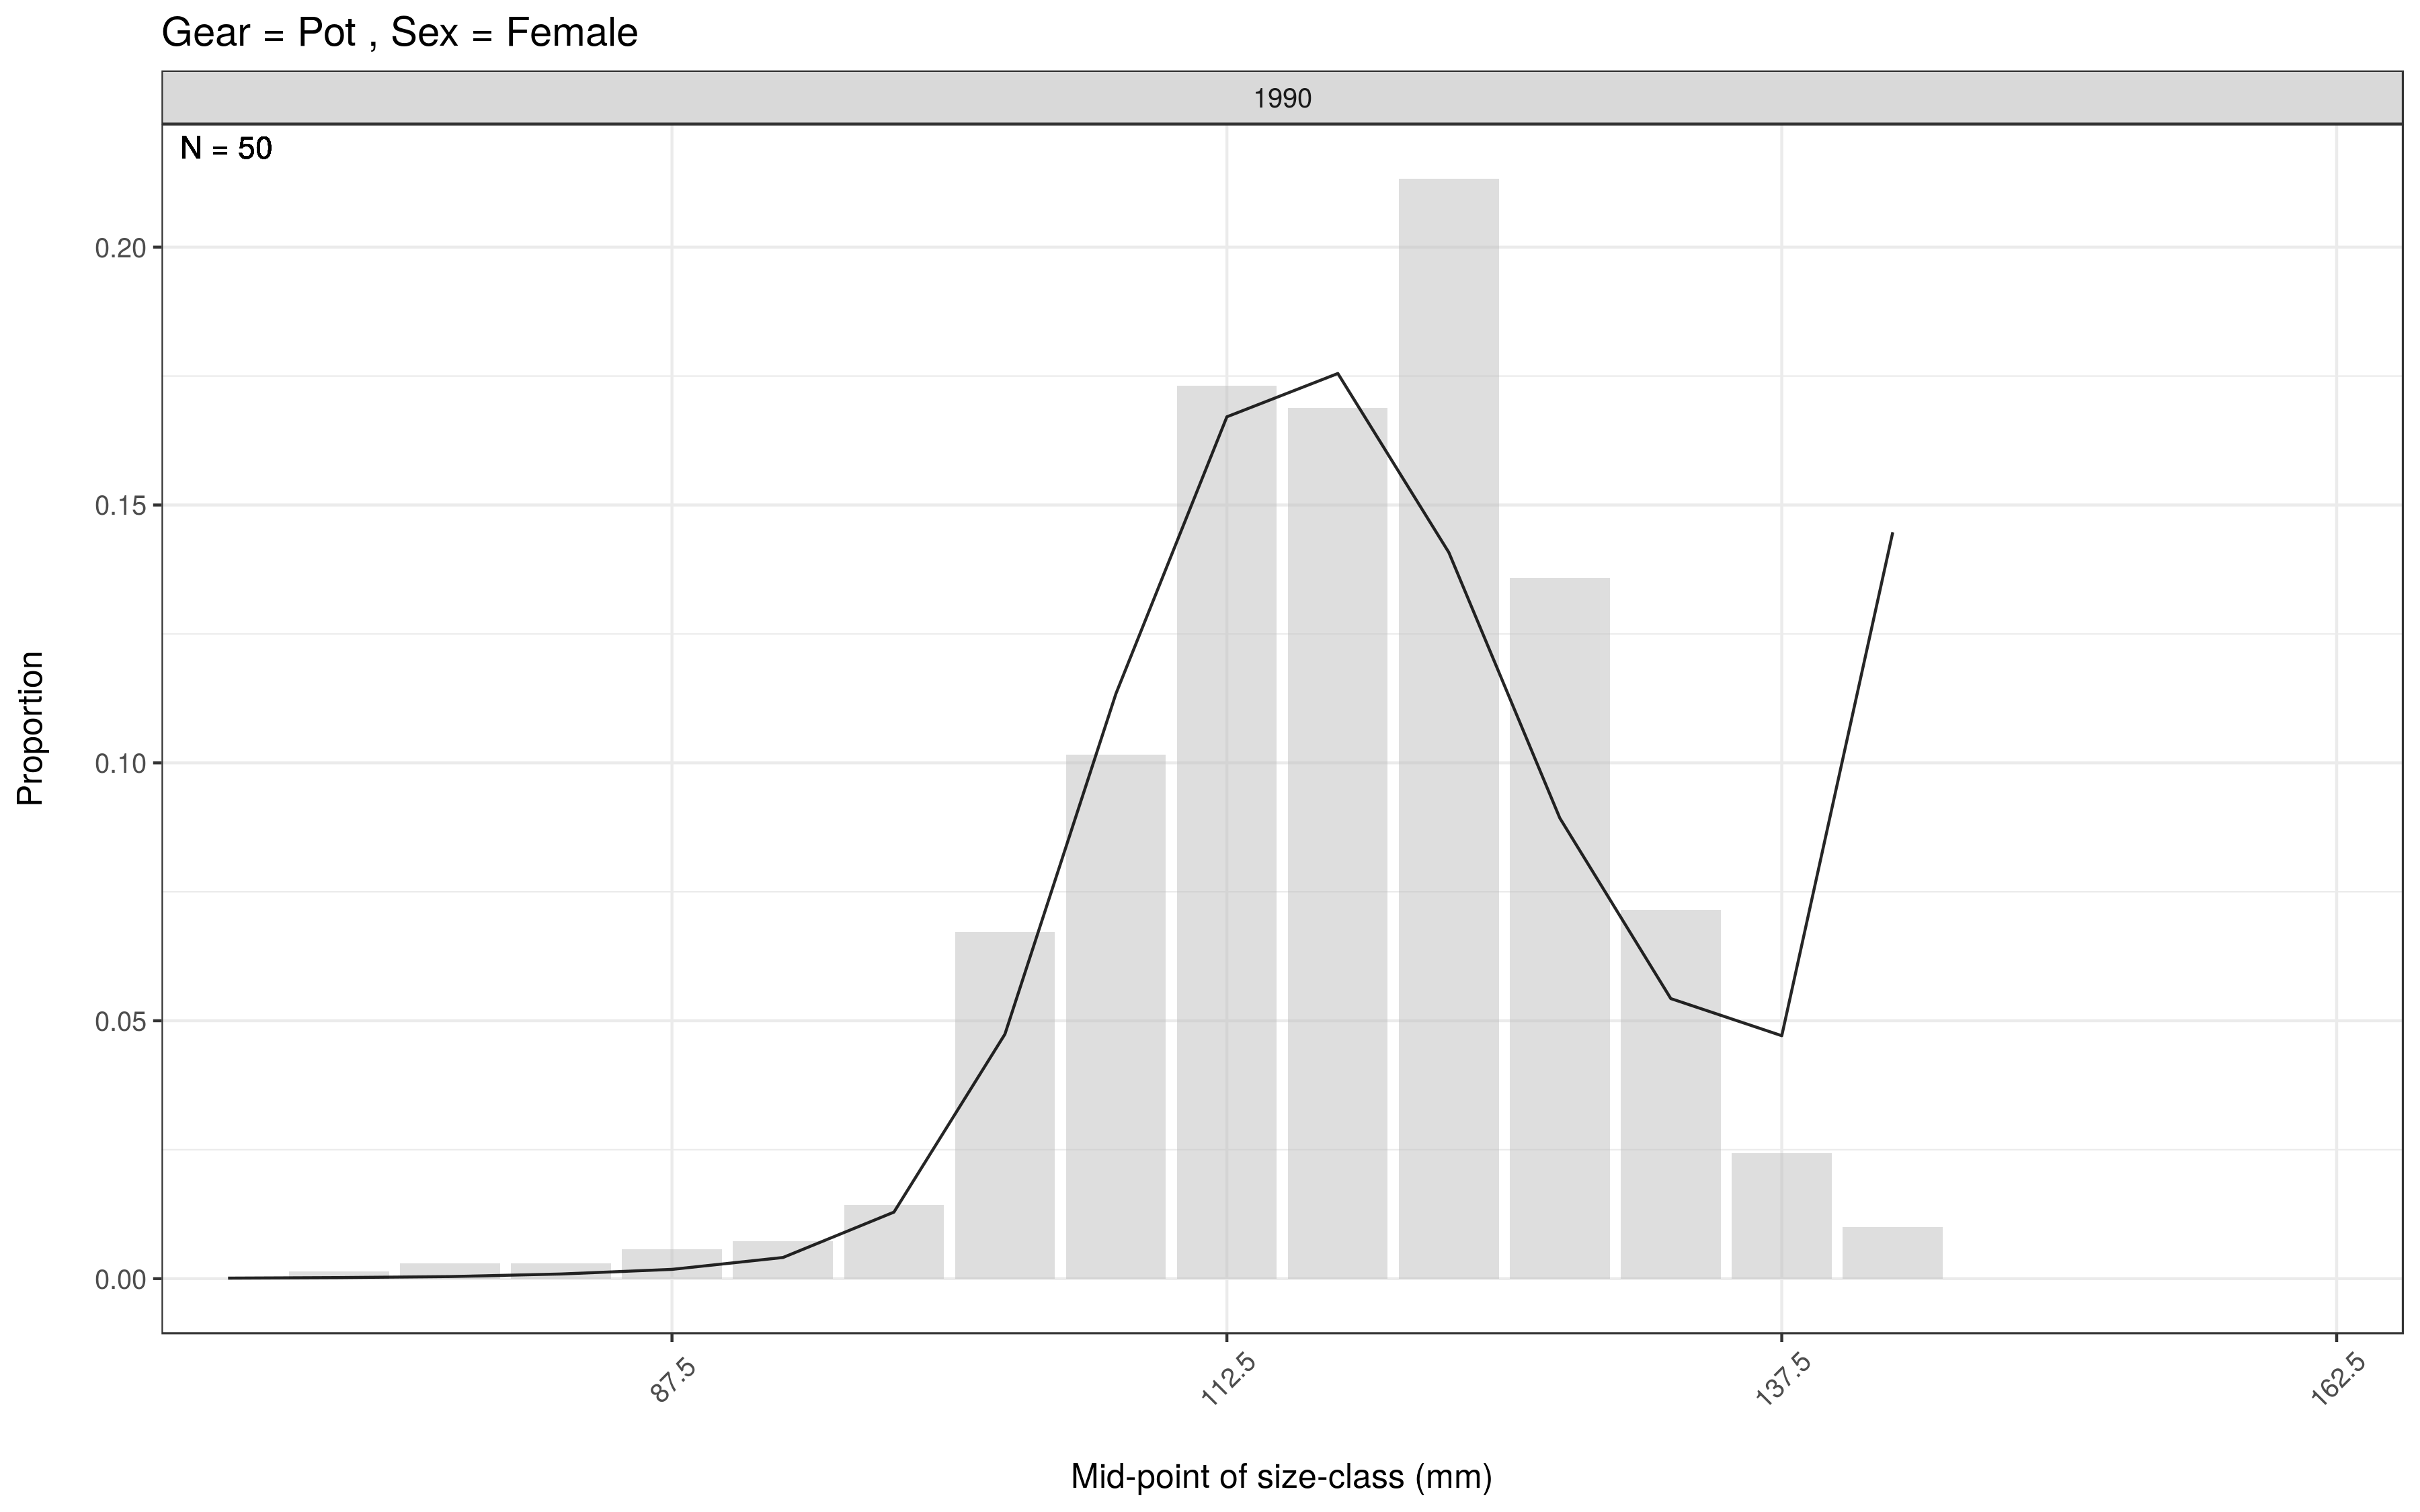 Gear = Pot , Sex = Female
1990
N = 50
0.20
0.15
0.10
0.05
0.00
Proportion
87.5
112.5
137.5
162.5
Mid-point of size-class (mm)